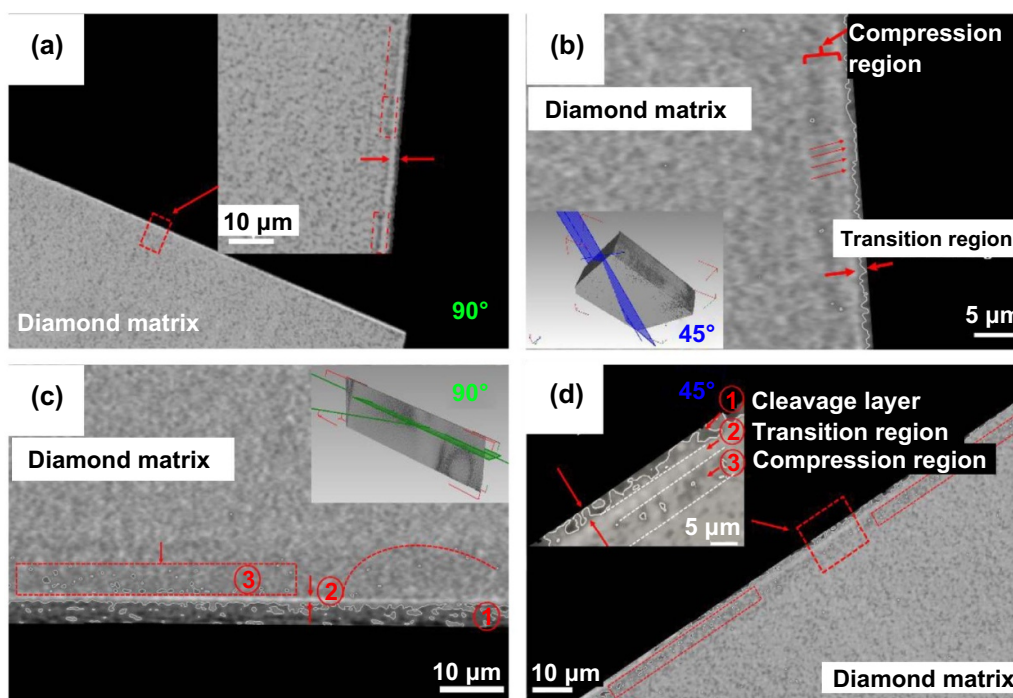 (a)
10 µm
Diamond matrix
90°
(b)
Compression
region
Diamond matrix
Transition region
45°
5 µm
(c)
90°
Diamond matrix
3
2
1
10 µm
(d)
45°
1 Cleavage layer
2 Transition region
3 Compression region
5 µm
10 µm
Diamond matrix